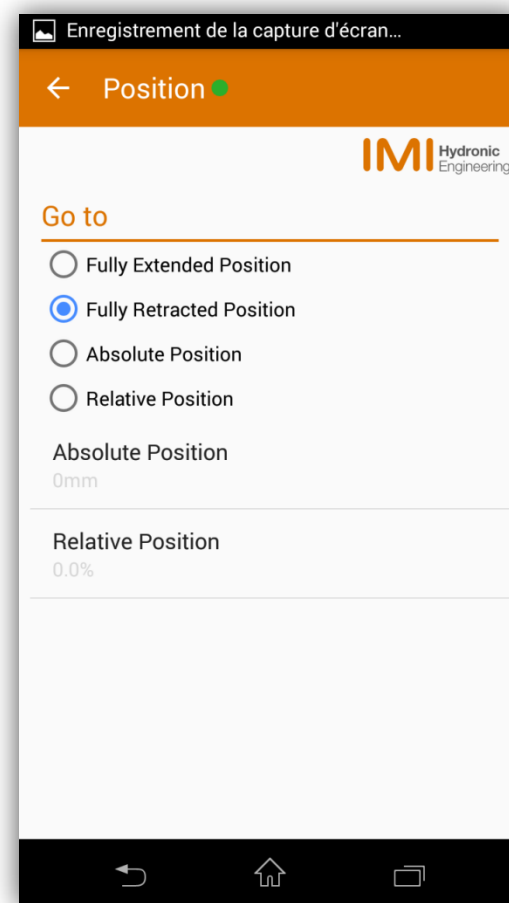 Enregistrement de la capture d'écran...
Position
IMI Hydronic
Engineering
Go to
Fully Extended Position
Fully Retracted Position
Absolute Position
Relative Position
Absolute Position
0mm
Relative Position
0.0%